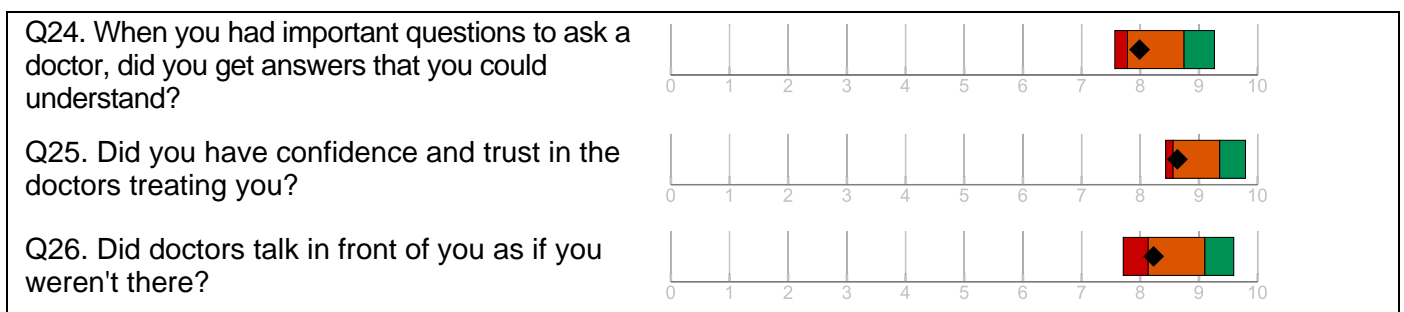 Q24. When you had important questions to ask a
doctor, did you get answers that you could
understand?
0 1 2 3 4 5 6 7 8 9 10
Q25. Did you have confidence and trust in the
doctors treating you?
0 1 2 3 4 5 6 7 8 9 10
Q26. Did doctors talk in front of you as if you
weren't there?
0 1 2 3 4 5 6 7 8 9 10